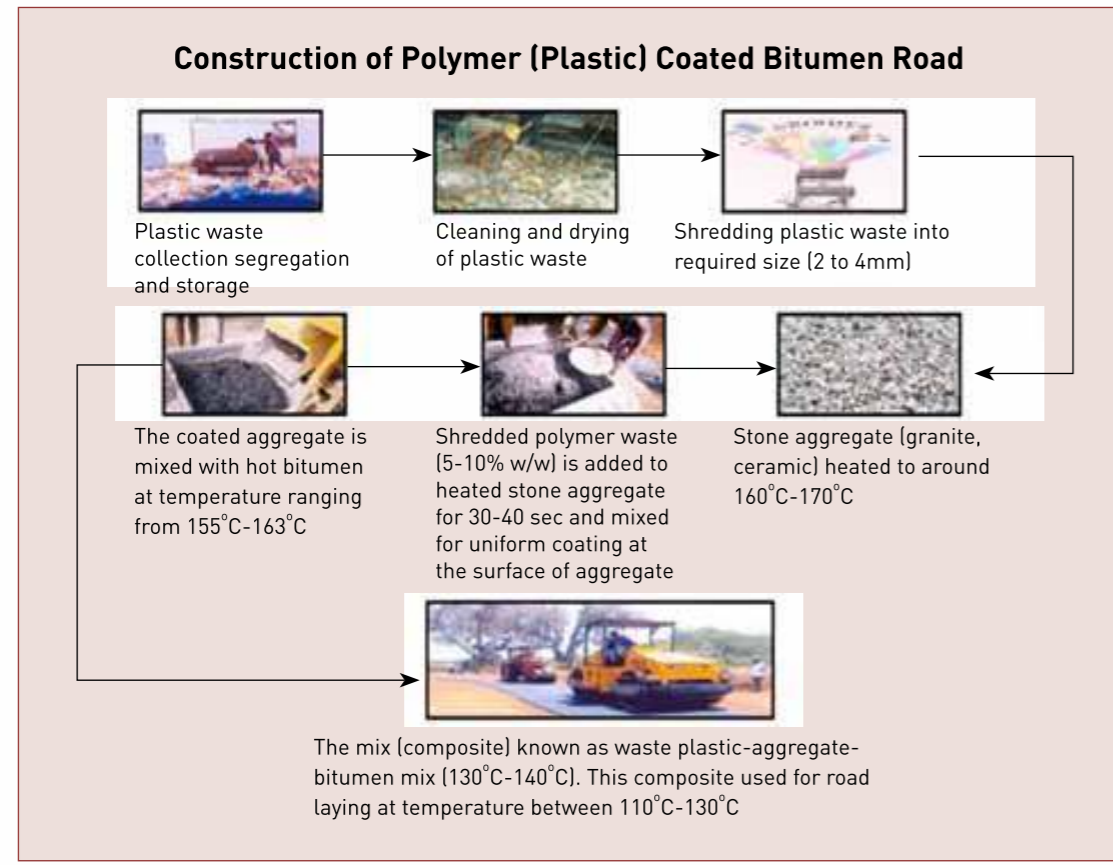 Construction of Polymer (Plastic) Coated Bitumen Road
Plastic waste
collection segregation
and storage
Cleaning and drying
of plastic waste
Shredding plastic waste into
required size (2 to 4mm)
The coated aggregate is
mixed with hot bitumen
at temperature ranging
from 155°C-163°C
Shredded polymer waste
(5-10% w/w) is added to
heated stone aggregate
for 30-40 sec and mixed
for uniform coating at
the surface of aggregate
Stone aggregate (granite,
ceramic) heated to around
160°C-170°C
The mix (composite) known as waste plastic-aggregate-
bitumen mix (130°C-140°C). This composite used for road
laying at temperature between 110°C-130°C